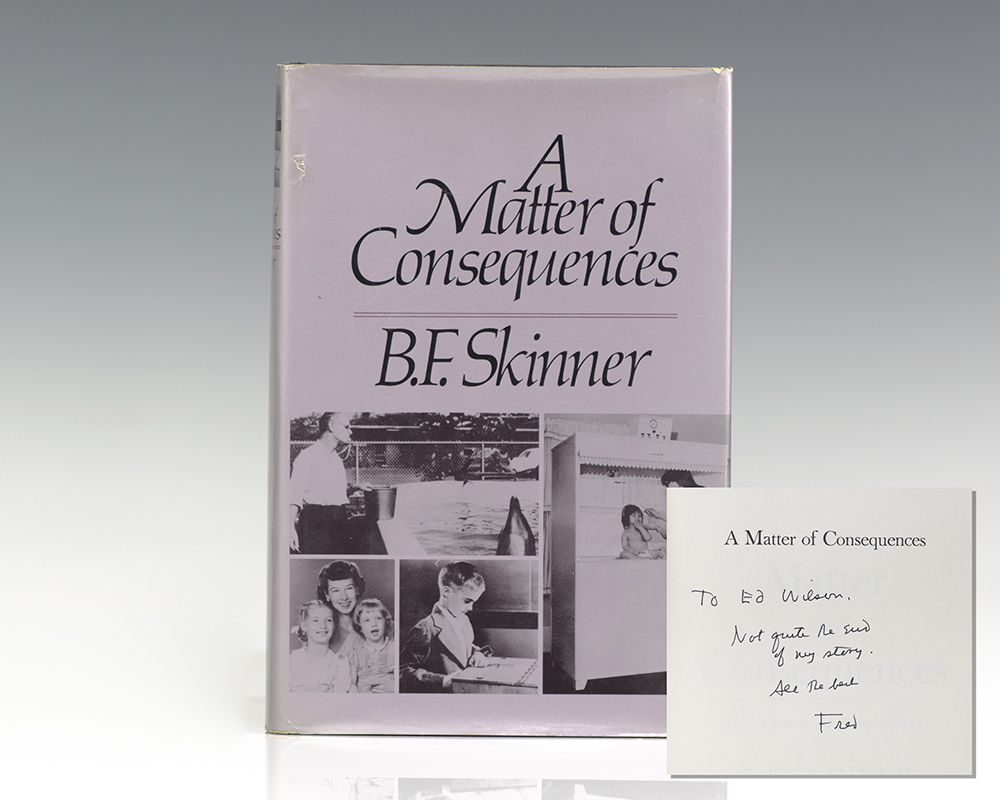 A
Matter of
Consequences
B.F. Skinner
A Matter of Consequences
To Ed Wilson.
Not quite the end
of my story.
All the best
Fred